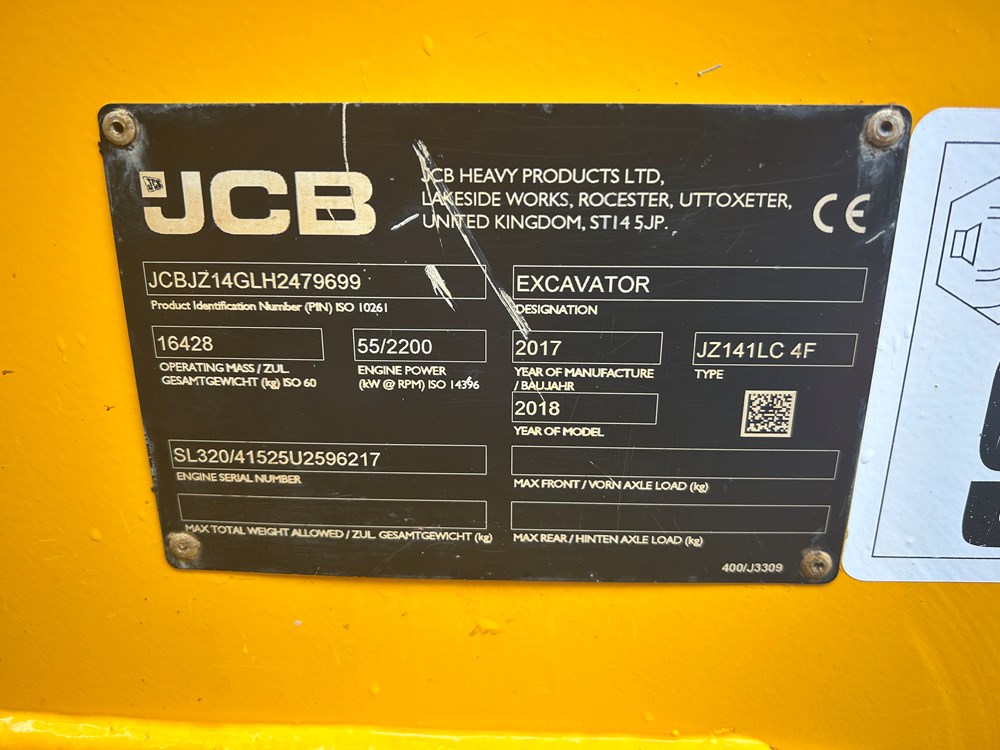 JCB
JCB
JCB HEAVY PRODUCTS LTD,
LAKESIDE WORKS, ROCESTER, UTTOXETER,
UNITED KINGDOM, ST14 5JP.
CE
JCBJZ14GLH2479699
Product Identification Number (PIN) ISO 10261
EXCAVATOR
DESIGNATION
16428
OPERATING MASS / ZUL.
GESAMTGEWICHT (kg) ISO 60
55/2200
ENGINE POWER
(kW @ RPM) ISO 14396
2017
YEAR OF MANUFACTURE
/ BAUJAHR
JZ141LC 4F
TYPE
2018
YEAR OF MODEL
SL320/41525U2596217
ENGINE SERIAL NUMBER
MAX FRONT / VORN AXLE LOAD (kg)
MAX TOTAL WEIGHT ALLOWED / ZUL. GESAMTGEWICHT (kg)
MAX REAR / HINTEN AXLE LOAD (kg)
400/J3309